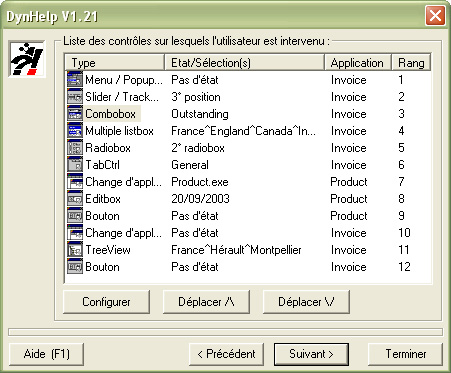 DynHelp V1.21
Liste des contrôles sur lesquels l'utilisateur est intervenu :
Type Etat/Sélection(s) Application Rang
Menu / Popup... Pas d'état Invoice 1
Slider / Track... 3° position Invoice 2
Combobox Outstanding Invoice 3
Multiple listbox France^England^Canada^In... Invoice 4
Radiobox 2° radiobox Invoice 5
TabCtrl General Invoice 6
Change d'appl... Product.exe Product 7
Editbox 20/09/2003 Product 8
Bouton Pas d'état Product 9
Change d'appl... Pas d'état Invoice 10
TreeView France^Hérault^Montpellier Invoice 11
Bouton Pas d'état Invoice 12
Configurer Déplacer /\ Déplacer \/
Aide (F1) < Précédent Suivant > Terminer